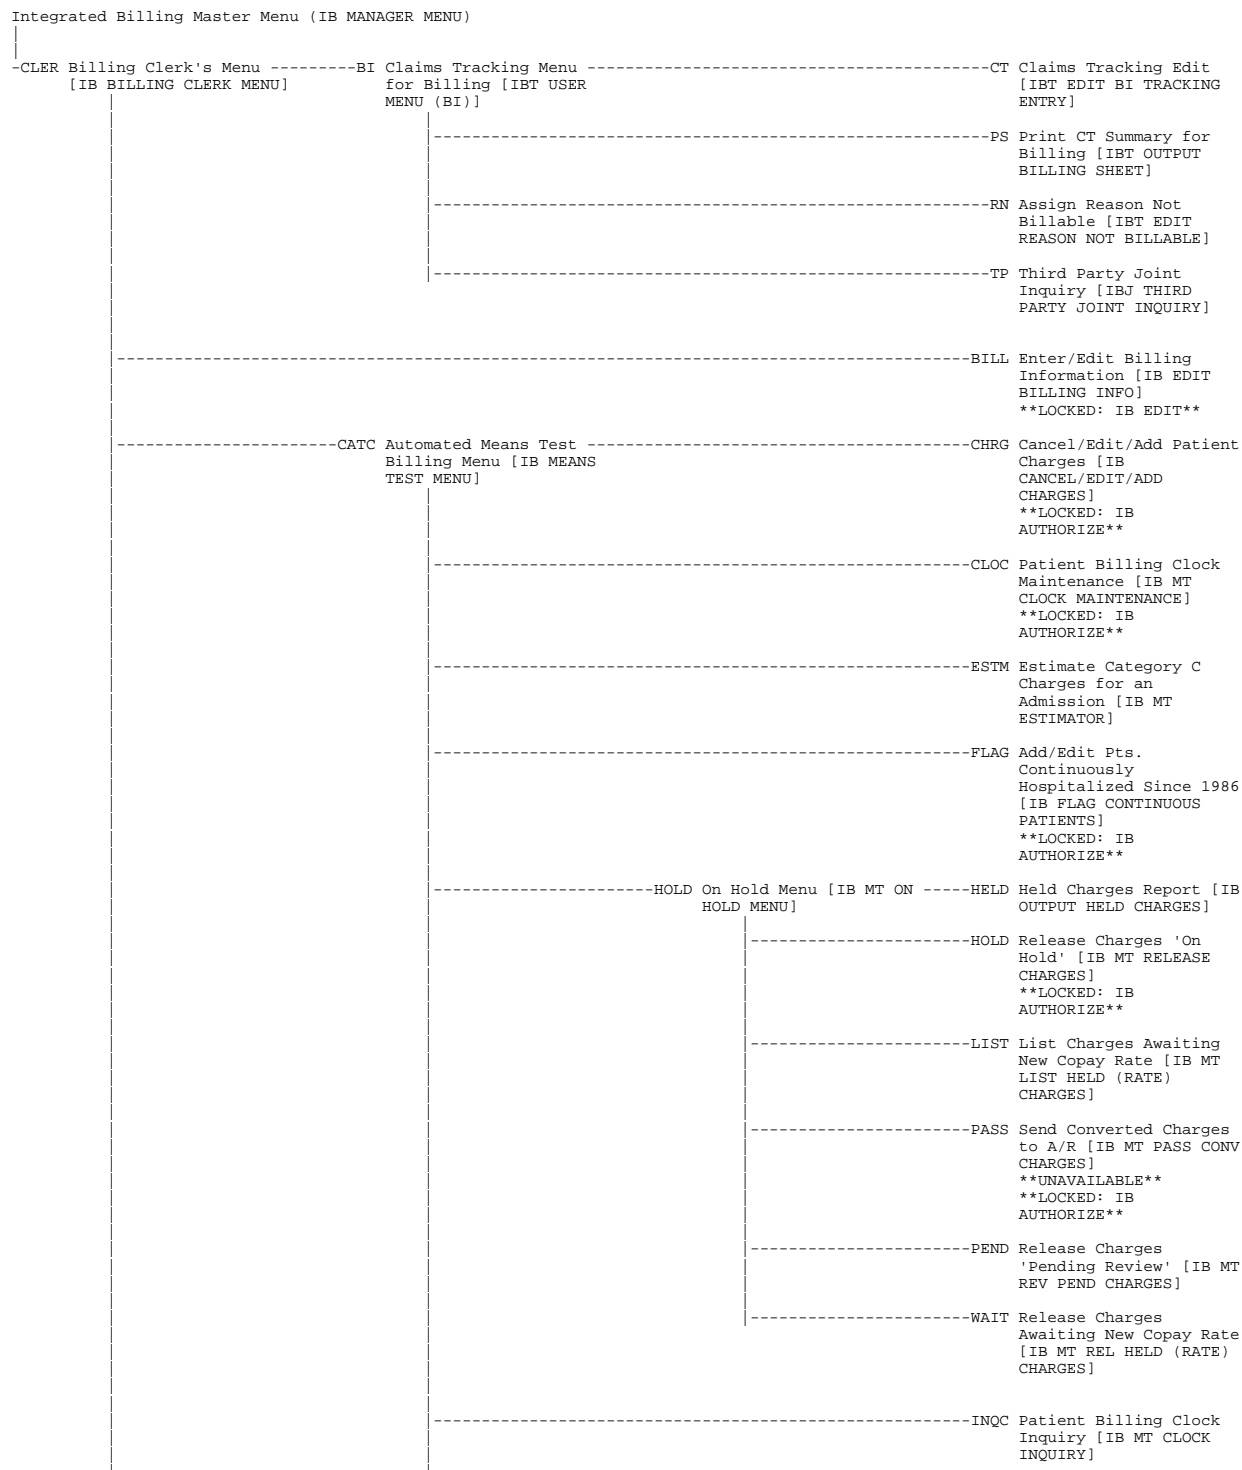 Integrated Billing Master Menu (IB MANAGER MENU)
-CLER Billing Clerk's Menu ---------BI Claims Tracking Menu ------------------------------------------CT Claims Tracking Edit
[IB BILLING CLERK MENU] for Billing [IBT USER [IBT EDIT BI TRACKING
MENU (BI)] ENTRY]
|----------------------------------------------------------PS Print CT Summary for
Billing [IBT OUTPUT
BILLING SHEET]
|----------------------------------------------------------RN Assign Reason Not
Billable [IBT EDIT
REASON NOT BILLABLE]
|----------------------------------------------------------TP Third Party Joint
Inquiry [IBJ THIRD
PARTY JOINT INQUIRY]
|-----------------------------------------------------------------------------------------BILL Enter/Edit Billing
Information [IB EDIT
BILLING INFO]
**LOCKED: IB EDIT**
|-----------------------CATC Automated Means Test ----------------------------------------CHRG Cancel/Edit/Add Patient
Billing Menu [IB MEANS Charges [IB
TEST MENU] CANCEL/EDIT/ADD
CHARGES]
**LOCKED: IB
AUTHORIZE**
|--------------------------------------------------------CLOC Patient Billing Clock
Maintenance [IB MT
CLOCK MAINTENANCE]
**LOCKED: IB
AUTHORIZE**
|--------------------------------------------------------ESTM Estimate Category C
Charges for an
Admission [IB MT
ESTIMATOR]
|--------------------------------------------------------FLAG Add/Edit Pts.
Continuously
Hospitalized Since 1986
[IB FLAG CONTINUOUS
PATIENTS]
**LOCKED: IB
AUTHORIZE**
|-----------------------HOLD On Hold Menu [IB MT ON -----HELD Held Charges Report [IB
HOLD MENU] OUTPUT HELD CHARGES]
|-----------------------HOLD Release Charges 'On
Hold' [IB MT RELEASE
CHARGES]
**LOCKED: IB
AUTHORIZE**
|-----------------------LIST List Charges Awaiting
New Copay Rate [IB MT
LIST HELD (RATE)
CHARGES]
|-----------------------PASS Send Converted Charges
to A/R [IB MT PASS CONV
CHARGES]
**UNAVAILABLE**
**LOCKED: IB
AUTHORIZE**
|-----------------------PEND Release Charges
'Pending Review' [IB MT
REV PEND CHARGES]
|-----------------------WAIT Release Charges
Awaiting New Copay Rate
[IB MT REL HELD (RATE)
CHARGES]
|--------------------------------------------------------INQC Patient Billing Clock
Inquiry [IB MT CLOCK
INQUIRY]